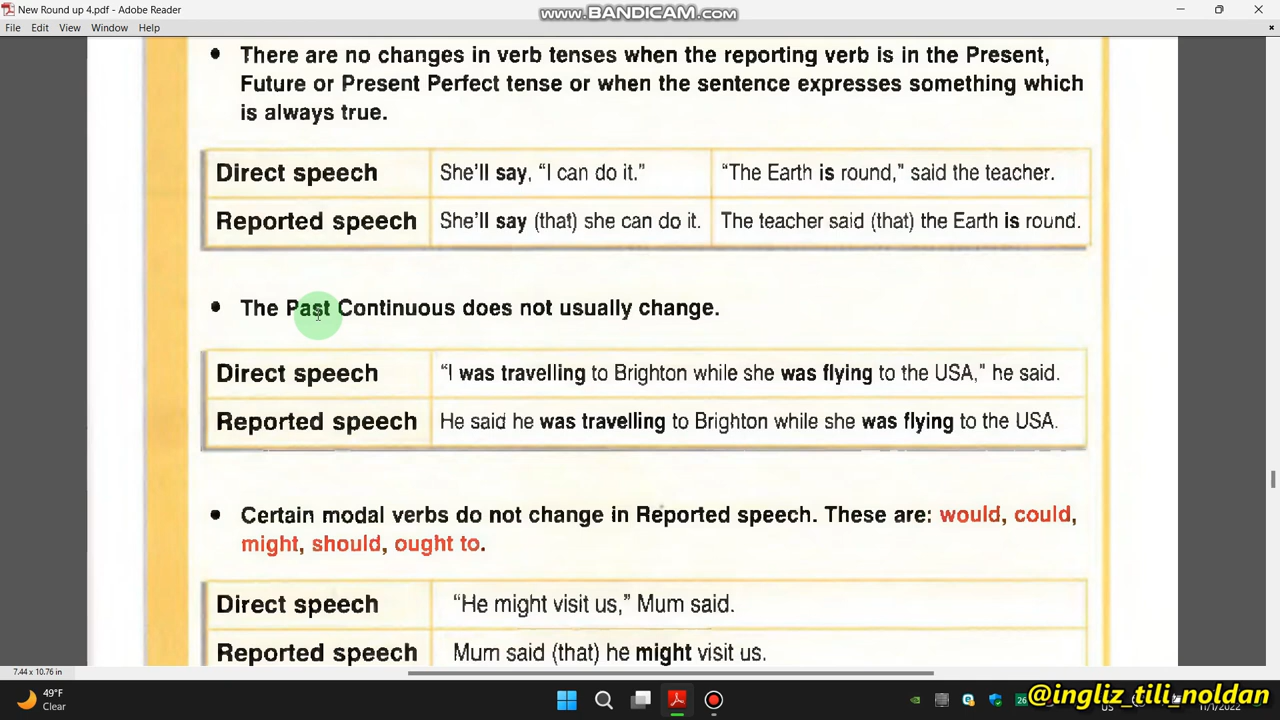 New Round up 4.pdf - Adobe Reader
www.BANDICAM.com
File Edit View Window Help
• There are no changes in verb tenses when the reporting verb is in the Present,
Future or Present Perfect tense or when the sentence expresses something which
is always true.
Direct speech She'll say, “I can do it.” “The Earth is round,” said the teacher.
Reported speech She'll say (that) she can do it. The teacher said (that) the Earth is round.
• The Past Continuous does not usually change.
Direct speech “I was travelling to Brighton while she was flying to the USA,” he said.
Reported speech He said he was travelling to Brighton while she was flying to the USA.
• Certain modal verbs do not change in Reported speech. These are: would, could,
might, should, ought to.
Direct speech “He might visit us,” Mum said.
Reported speech Mum said (that) he might visit us.
7.44 x 10.76 in
49°F
Clear
26
@ingliz_tili_noldan